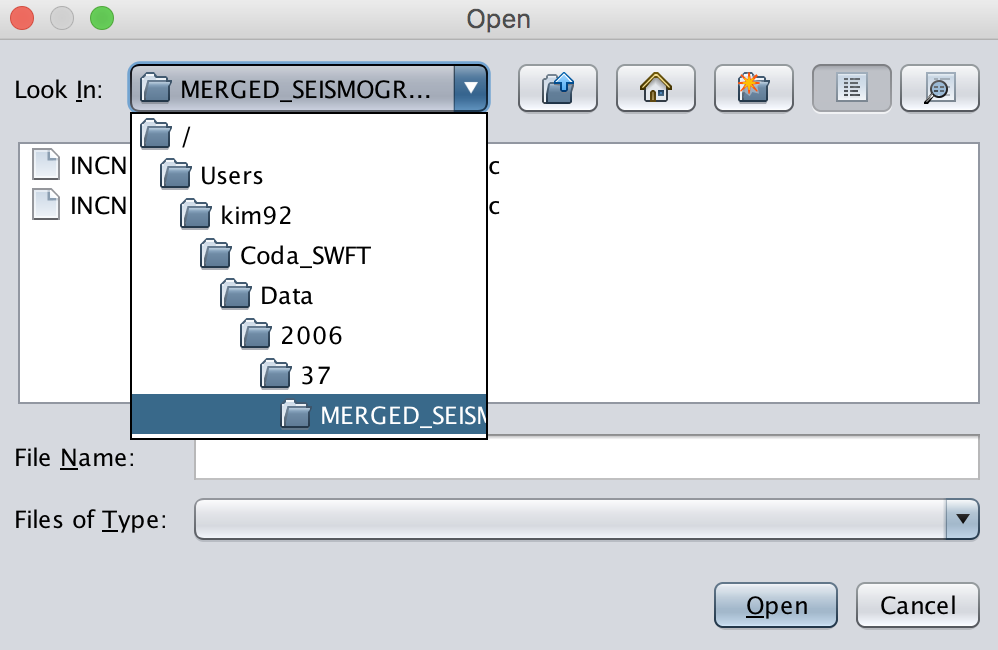 Open
Look In: MERGED_SEISMOGR...
/
INCN c
Users
INCN c
kim92
Coda_SWFT
Data
2006
37
MERGED_SEISM
File Name:
Files of Type:
Open Cancel